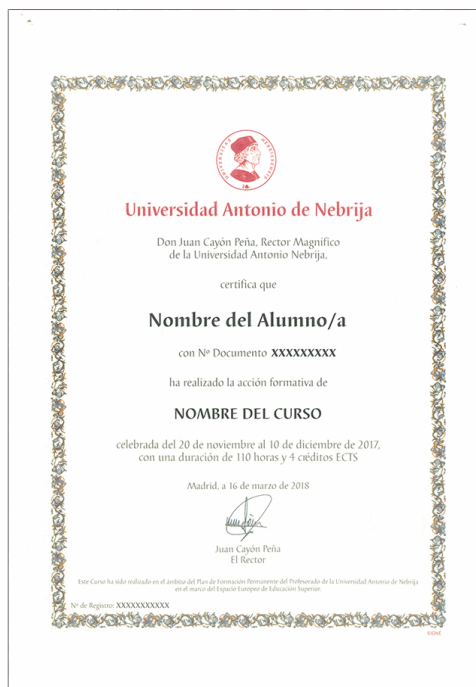 Universidad Antonio de Nebrija
Don Juan Cayón Peña, Rector Magnífico
de la Universidad Antonio Nebrija,
certifica que
Nombre del Alumno/a
con Nº Documento XXXXXXXXX
ha realizado la acción formativa de
NOMBRE DEL CURSO
celebrada del 20 de noviembre al 10 de diciembre de 2017,
con una duración de 110 horas y 4 créditos ECTS
Madrid, a 16 de marzo de 2018
Juan Cayón Peña
El Rector
Este Curso ha sido realizado en el ámbito del Plan de Formación Permanente del Profesorado de la Universidad Antonio de Nebrija
en el marco del Espacio Europeo de Educación Superior.
Nº de Registro: XXXXXXXXXXX
SIGNE